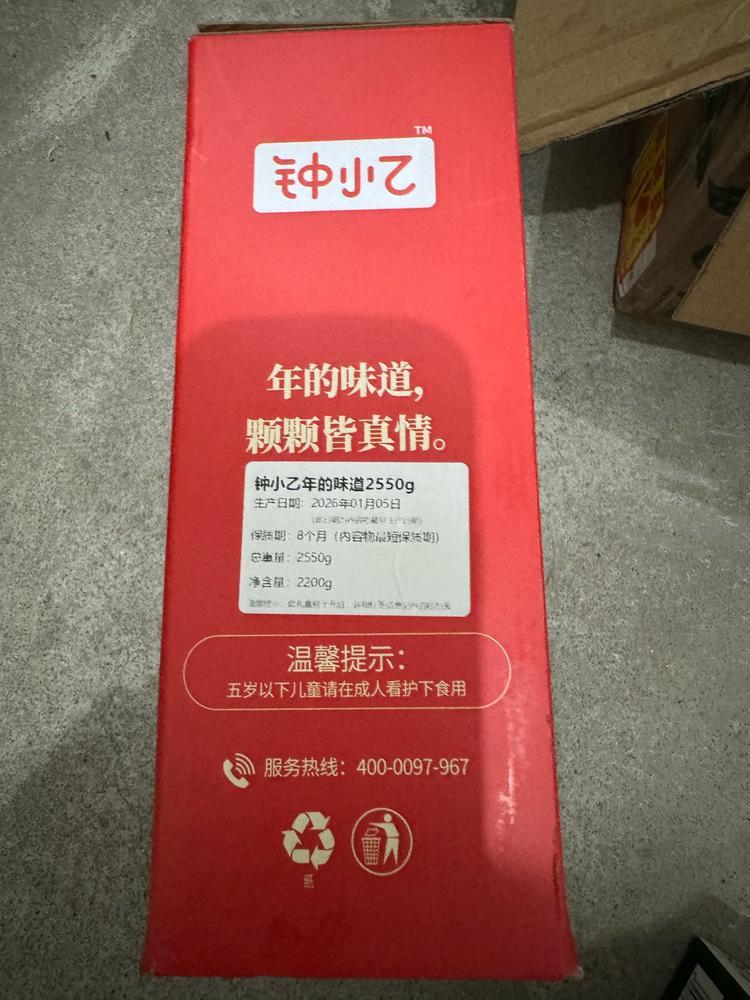 钟小乙
TM
年的味道，
颗颗皆真情。
钟小乙年的味道2550g
生产日期：2026年01月05日
保质期：8个月（内容物最短保质期）
总重量：2550g
净含量：2200g
温馨提示：
五岁以下儿童请在成人看护下食用
服务热线：400-0097-967
纸